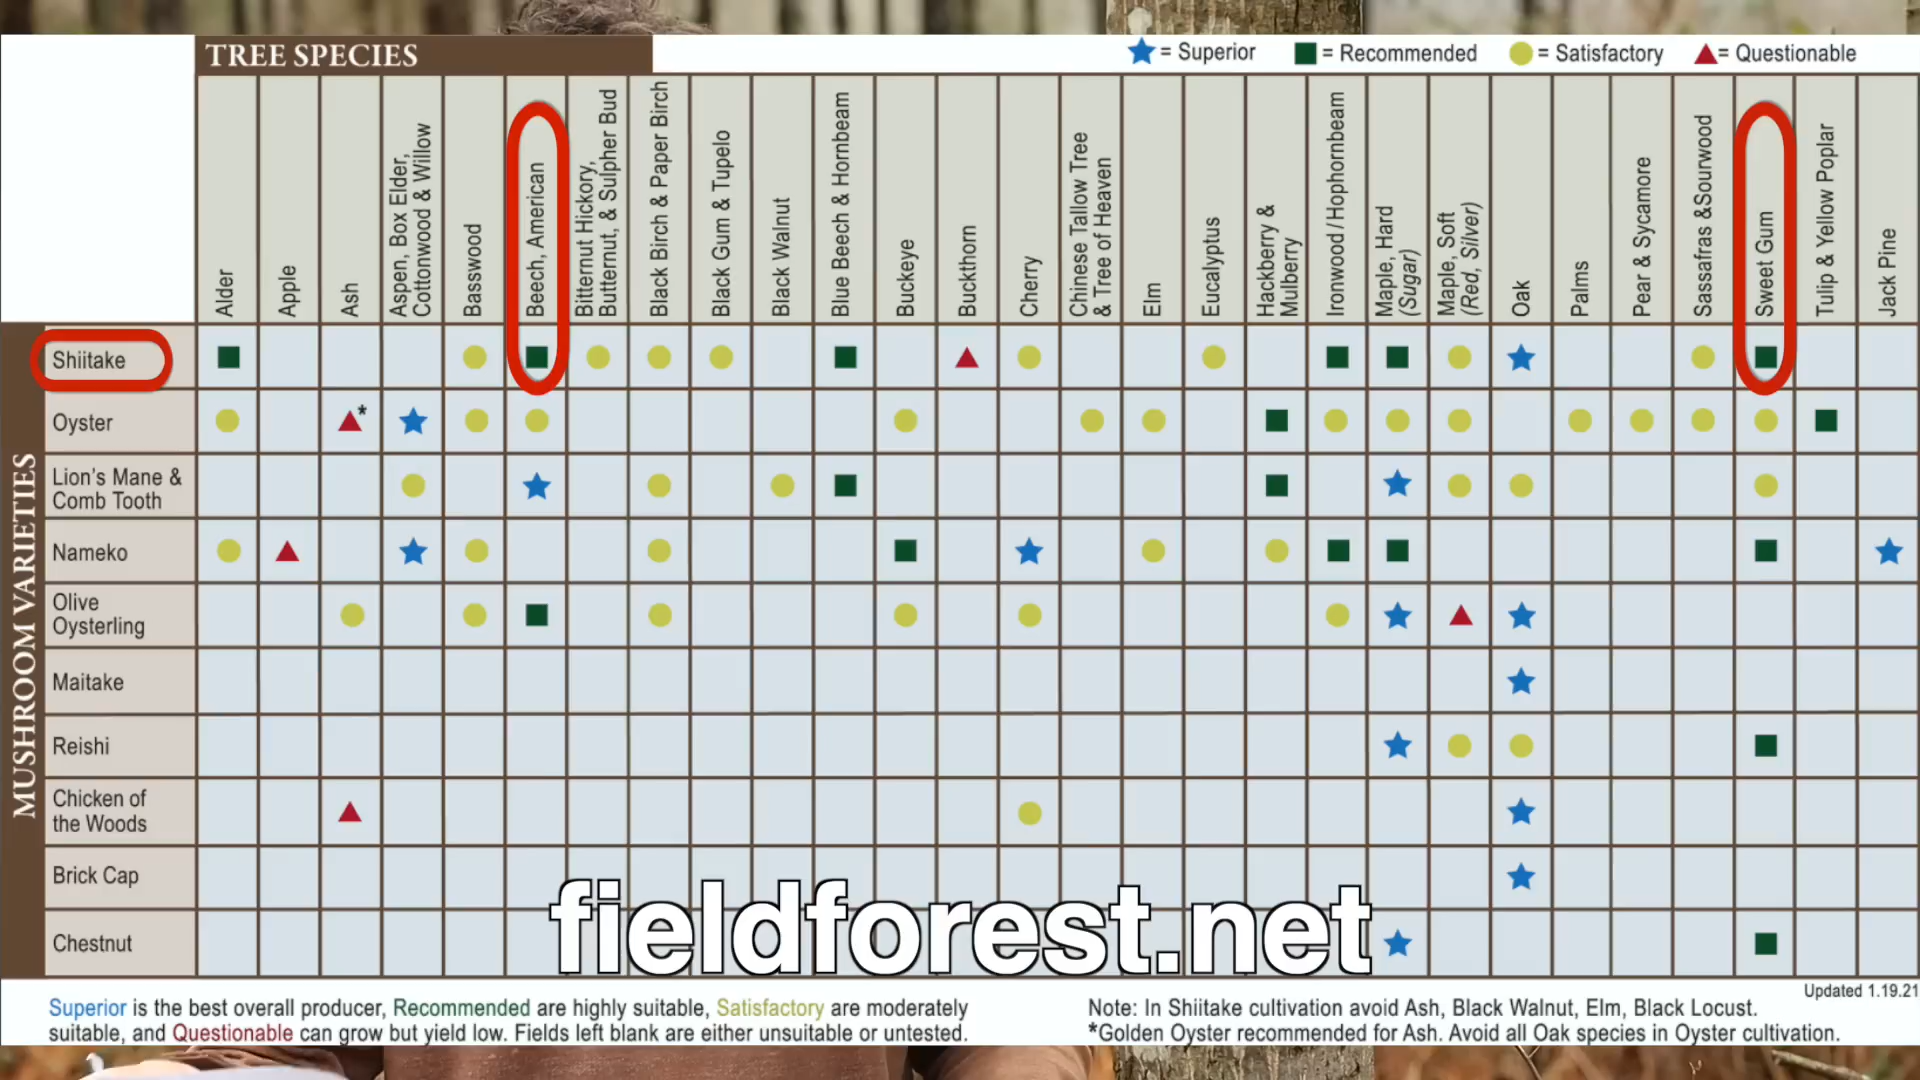 TREE SPECIES
= Superior
= Recommended
= Satisfactory
= Questionable
Alder
Apple
Ash
Aspen, Box Elder,
Cottonwood & Willow
Basswood
Beech, American
Bitternut Hickory,
Butternut, & Sulpher Bud
Black Birch & Paper Birch
Black Gum & Tupelo
Black Walnut
Blue Beech & Hornbeam
Buckeye
Buckthorn
Cherry
Chinese Tallow Tree
& Tree of Heaven
Elm
Eucalyptus
Hackberry &
Mulberry
Ironwood / Hophornbeam
Maple, Hard
(Sugar)
Maple, Soft
(Red, Silver)
Oak
Palms
Pear & Sycamore
Sassafras &Sourwood
Sweet Gum
Tulip & Yellow Poplar
Jack Pine
MUSHROOM VARIETIES
Shiitake
Oyster
*
Lion's Mane &
Comb Tooth
Nameko
Olive
Oysterling
Maitake
Reishi
Chicken of
the Woods
Brick Cap
Chestnut
fieldforest.net
Updated 1.19.21
Superior is the best overall producer, Recommended are highly suitable, Satisfactory are moderately
suitable, and Questionable can grow but yield low. Fields left blank are either unsuitable or untested.
Note: In Shiitake cultivation avoid Ash, Black Walnut, Elm, Black Locust.
*Golden Oyster recommended for Ash. Avoid all Oak species in Oyster cultivation.